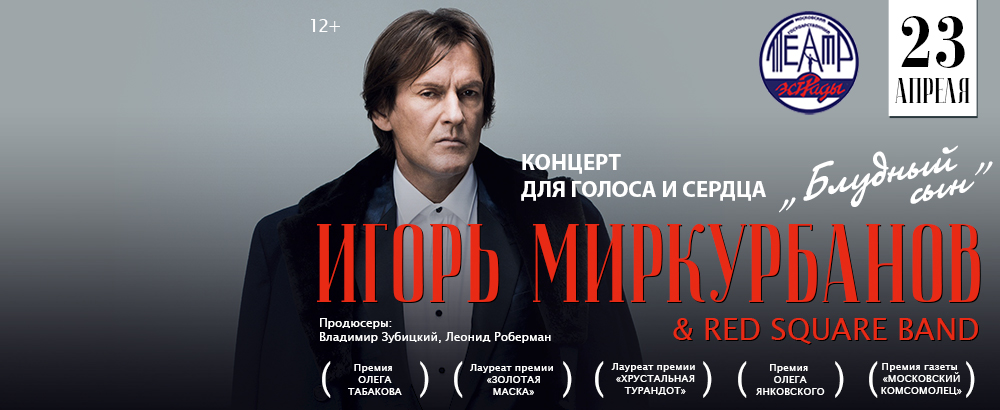 12+
МОСКОВСКИЙ
ГОСУДАРСТВЕННЫЙ
ТЕАТР
ЭСТРАДЫ
23
АПРЕЛЯ
КОНЦЕРТ
ДЛЯ ГОЛОСА И СЕРДЦА
„Блудный
сын”
ИГОРЬ МИРКУРБАНОВ
& RED SQUARE BAND
Продюсеры:
Владимир Зубицкий, Леонид Роберман
Премия
ОЛЕГА
ТАБАКОВА
Лауреат премии
«ЗОЛОТАЯ
МАСКА»
Лауреат премии
«ХРУСТАЛЬНАЯ
ТУРАНДОТ»
Премия
ОЛЕГА
ЯНКОВСКОГО
Премия газеты
«МОСКОВСКИЙ
КОМСОМОЛЕЦ»